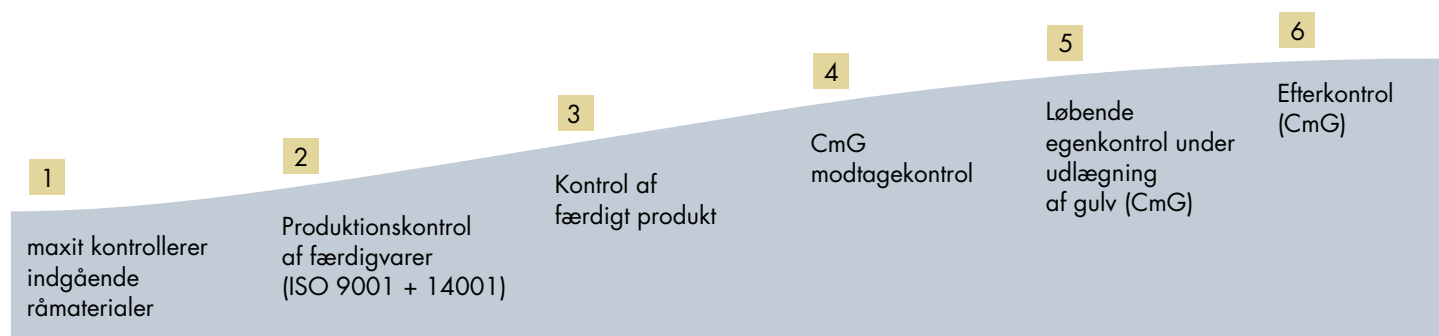 1
maxit kontrollerer
indgående
råmaterialer
2
Produktionskontrol
af færdigvarer
(ISO 9001 + 14001)
3
Kontrol af
færdigt produkt
4
CmG
modtagekontrol
5
Løbende
egenkontrol under
udlægning
af gulv (CmG)
6
Efterkontrol
(CmG)